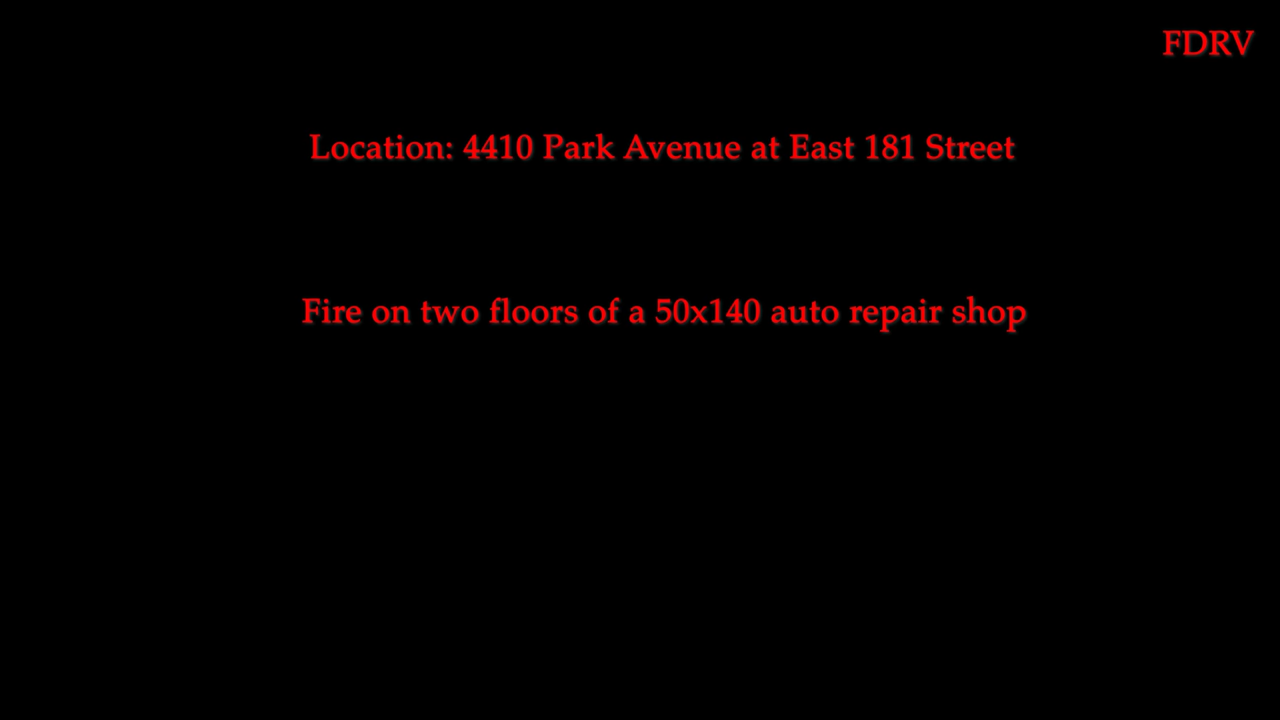 FDRV
Location: 4410 Park Avenue at East 181 Street
Fire on two floors of a 50x140 auto repair shop